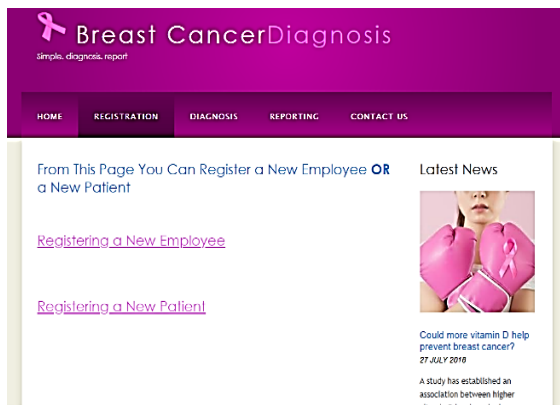 Breast CancerDiagnosis
Simple. diagnosis. report
HOME
REGISTRATION
DIAGNOSIS
REPORTING
CONTACT US
From This Page You Can Register a New Employee OR
a New Patient
Registering a New Employee
Registering a New Patient
Latest News
Could more vitamin D help
prevent breast cancer?
27 JULY 2016
A study has established an
association between higher